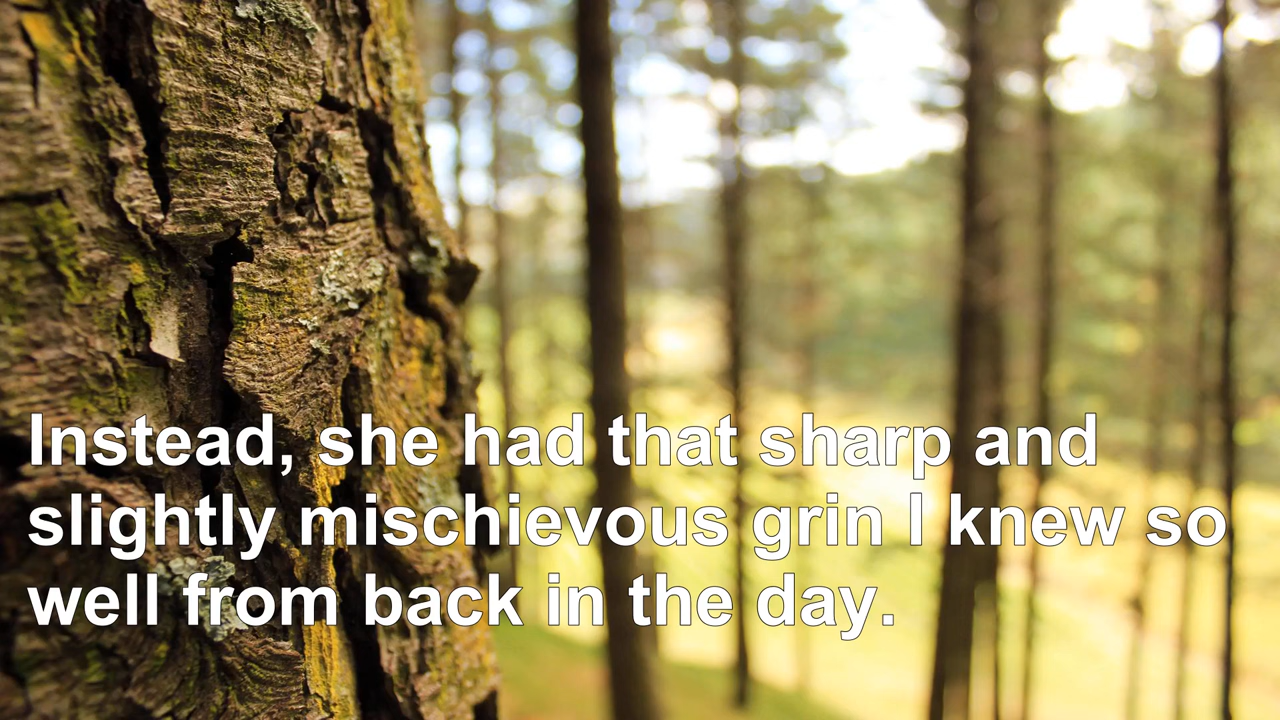 Instead, she had that sharp and
slightly mischievous grin I knew so
well from back in the day.